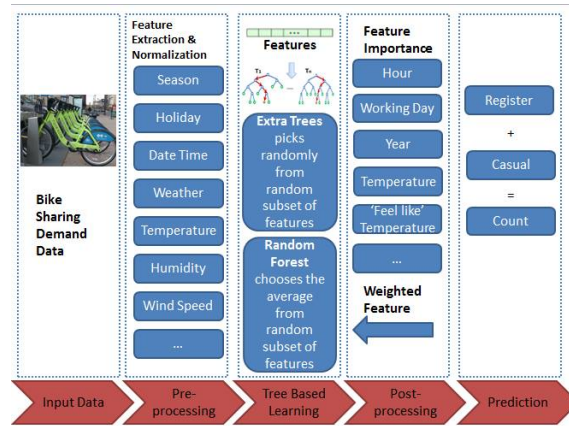 Bike
Sharing
Demand
Data
Feature
Extraction &
Normalization
Season
Holiday
Date Time
Weather
Temperature
Humidity
Wind Speed
...
Features
T₁
Tₙ
Extra Trees
picks
randomly
from
random
subset of
features
Random
Forest
chooses the
average
from
random
subset of
features
Feature
Importance
Hour
Working Day
Year
Temperature
'Feel like'
Temperature
...
Weighted
Feature
Register
+
Casual
=
Count
Input Data
Pre-
processing
Tree Based
Learning
Post-
processing
Prediction